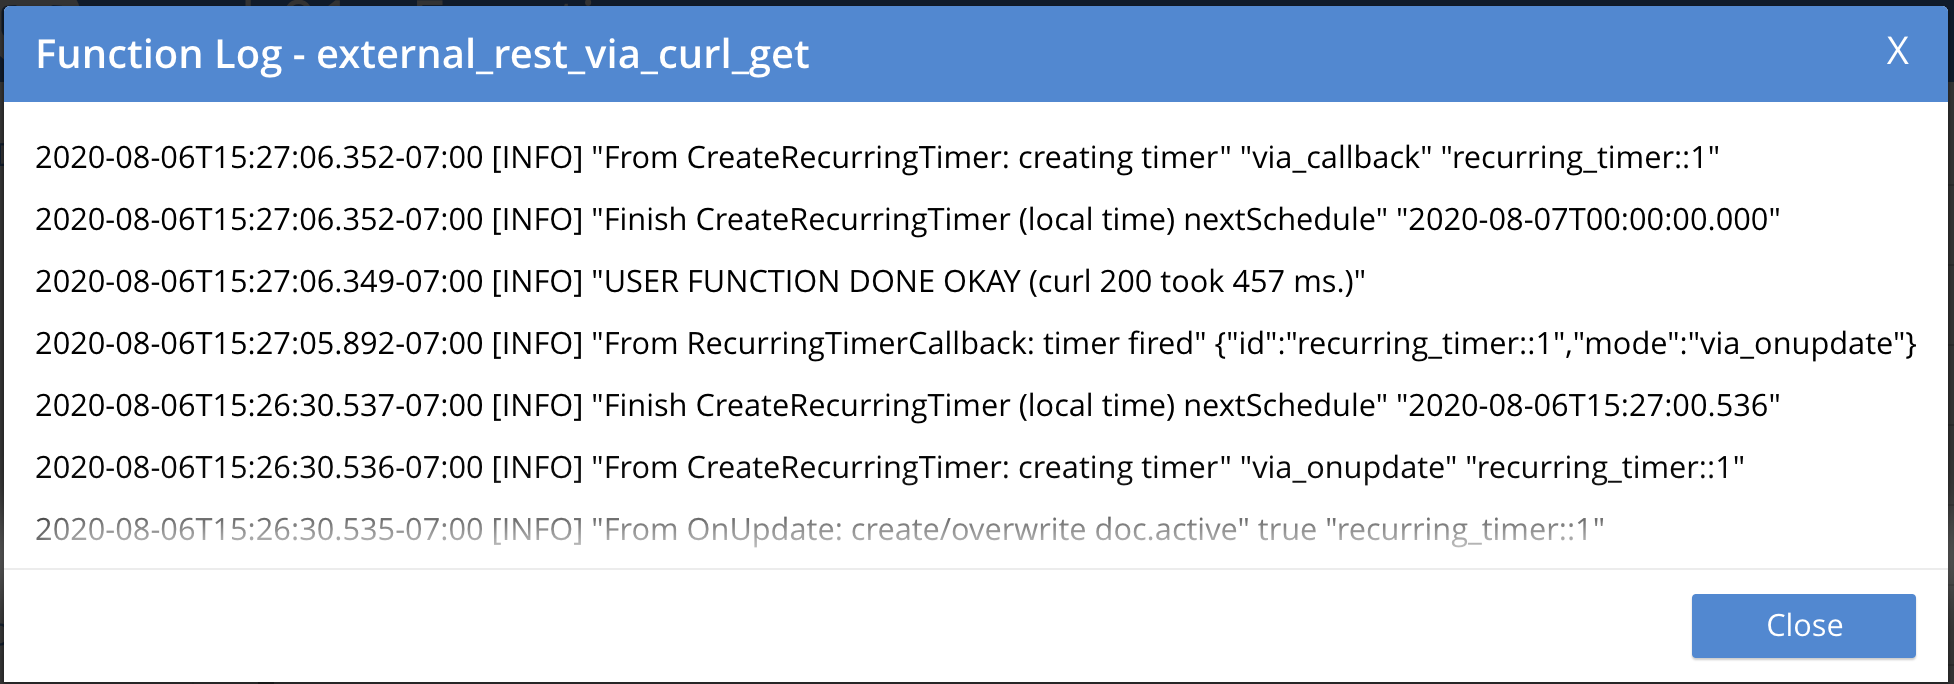 Function Log - external_rest_via_curl_get
X
2020-08-06T15:27:06.352-07:00 [INFO] "From CreateRecurringTimer: creating timer" "via_callback" "recurring_timer::1"
2020-08-06T15:27:06.352-07:00 [INFO] "Finish CreateRecurringTimer (local time) nextSchedule" "2020-08-07T00:00:00.000"
2020-08-06T15:27:06.349-07:00 [INFO] "USER FUNCTION DONE OKAY (curl 200 took 457 ms.)"
2020-08-06T15:27:05.892-07:00 [INFO] "From RecurringTimerCallback: timer fired" {"id":"recurring_timer::1","mode":"via_onupdate"}
2020-08-06T15:26:30.537-07:00 [INFO] "Finish CreateRecurringTimer (local time) nextSchedule" "2020-08-06T15:27:00.536"
2020-08-06T15:26:30.536-07:00 [INFO] "From CreateRecurringTimer: creating timer" "via_onupdate" "recurring_timer::1"
2020-08-06T15:26:30.535-07:00 [INFO] "From OnUpdate: create/overwrite doc.active" true "recurring_timer::1"
Close